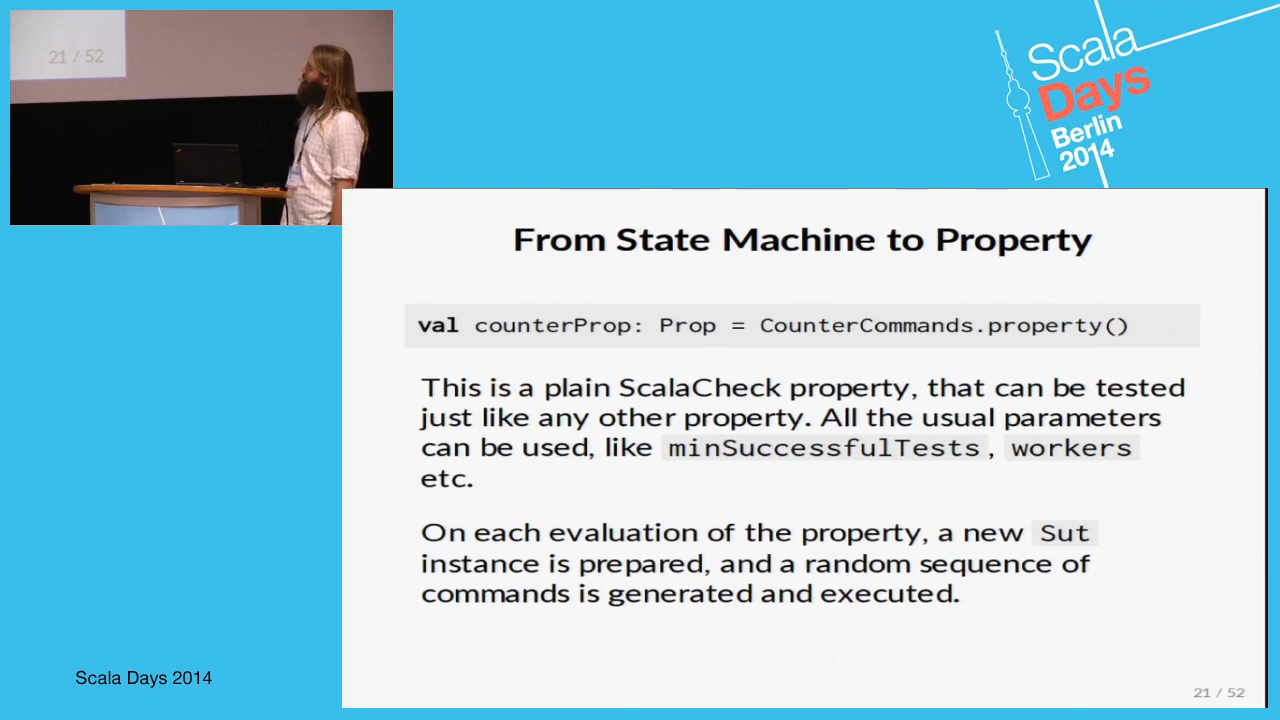 21 / 52
Scala
Days
Berlin
2014
From State Machine to Property
val counterProp: Prop = CounterCommands.property()
This is a plain ScalaCheck property, that can be tested
just like any other property. All the usual parameters
can be used, like minSuccessfulTests, workers
etc.
On each evaluation of the property, a new Sut
instance is prepared, and a random sequence of
commands is generated and executed.
Scala Days 2014
21 / 52